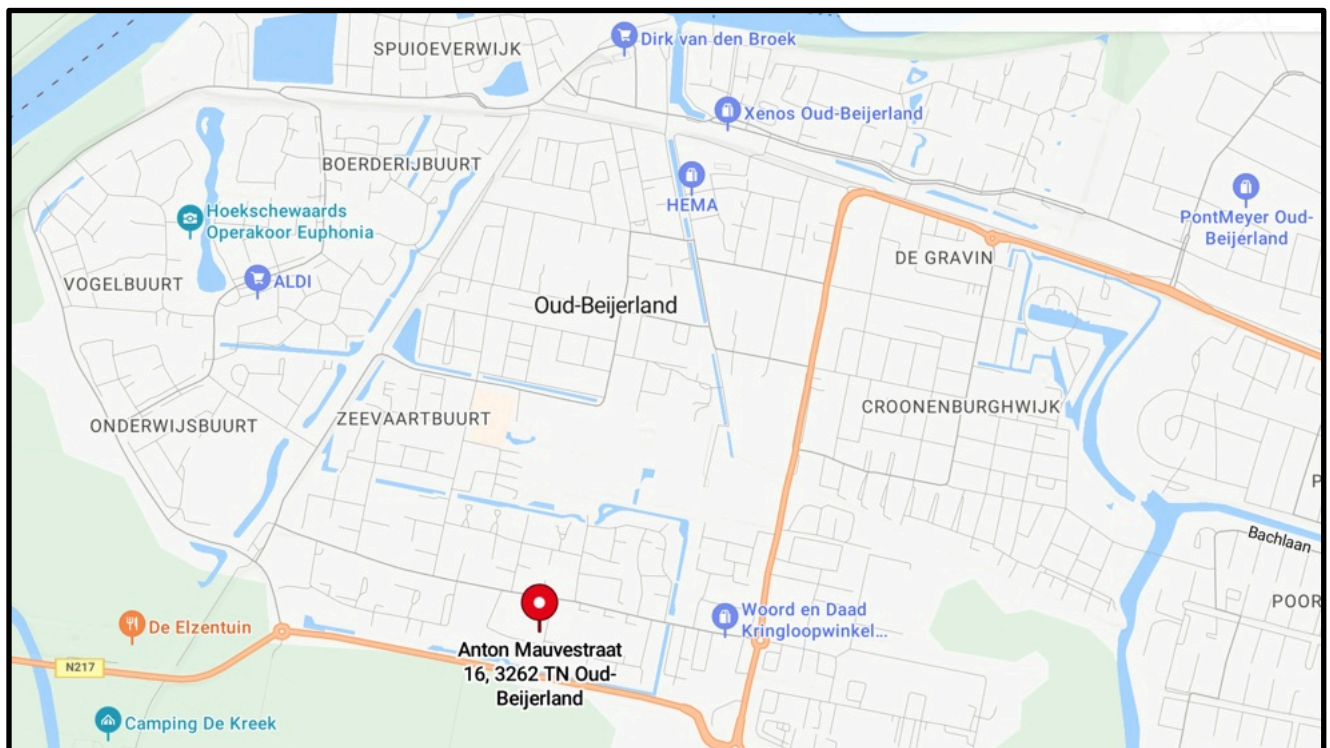 SPUIOEVERWIJK
Dirk van den Broek
Xenos Oud-Beijerland
BOERDERIJBUURT
HEMA
PontMeyer Oud-
Beijerland
Hoekschewaards
Operakoor Euphonia
DE GRAVIN
VOGELBUURT
ALDI
Oud-Beijerland
ONDERWIJSBUURT
ZEEVAARTBUURT
CROONENBURGHWIJK
P
Bachlaan
POOR
Woord en Daad
Kringloopwinkel...
De Elzentuin
Anton Mauvestraat
16, 3262 TN Oud-
Beijerland
N217
Camping De Kreek